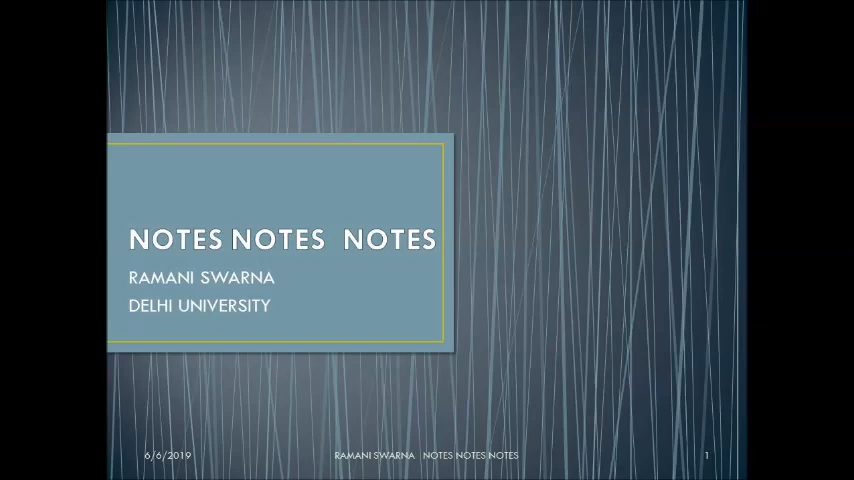 NOTES NOTES  NOTES
RAMANI SWARNA
DELHI UNIVERSITY
6/6/2019
RAMANI SWARNA   NOTES NOTES NOTES
1